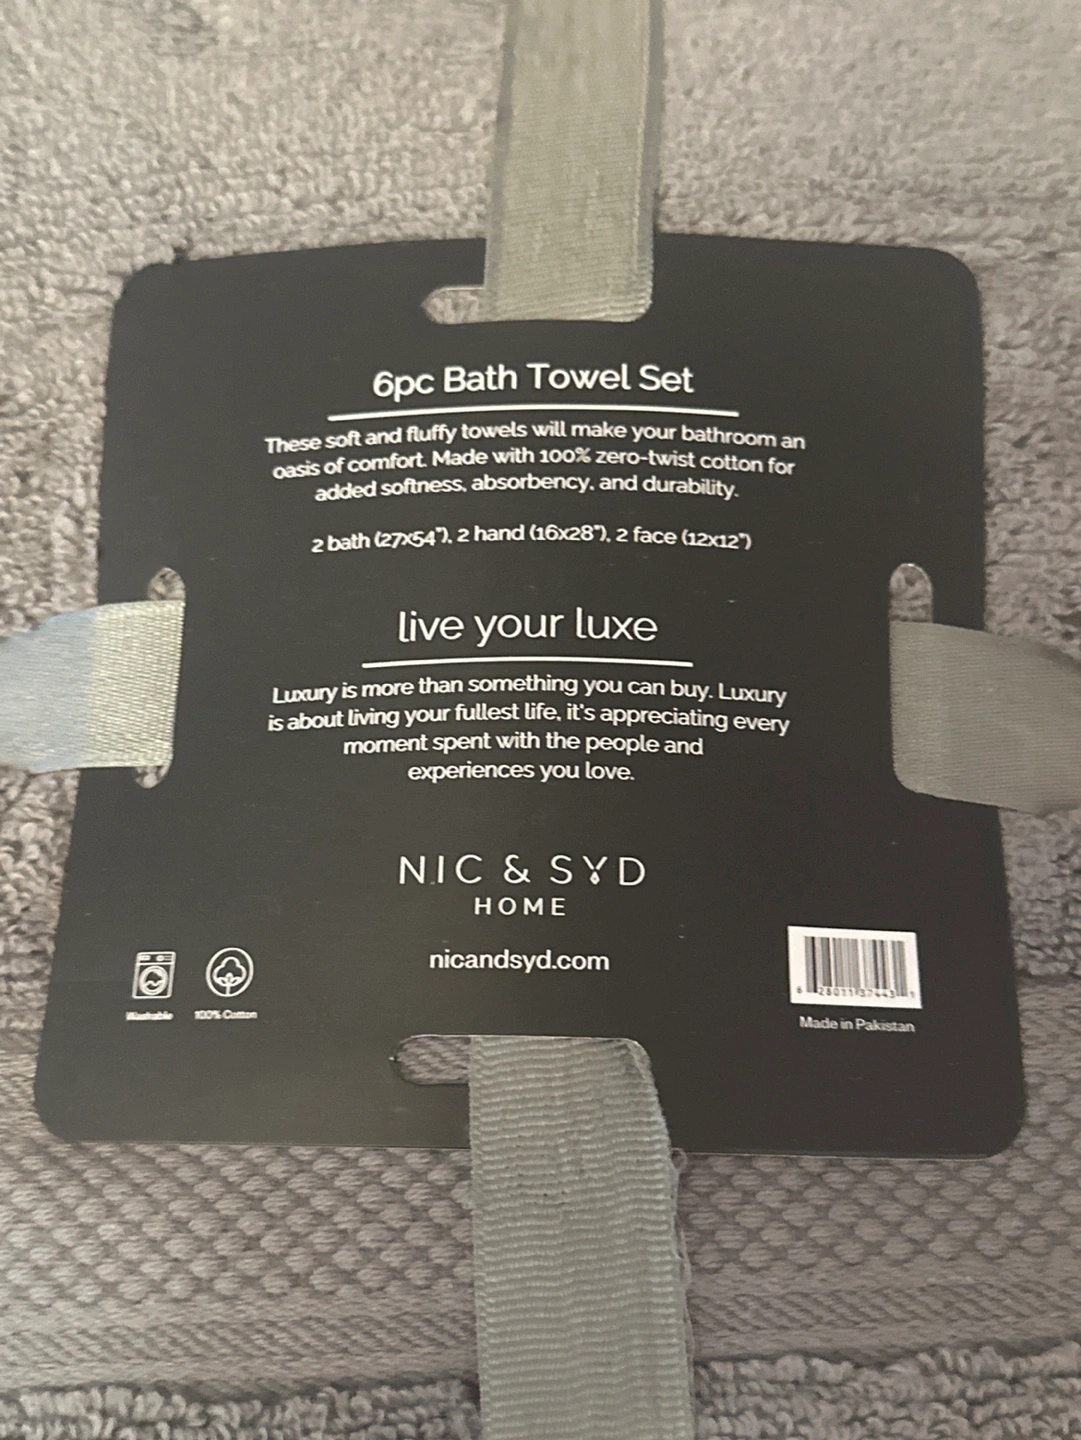 6pc Bath Towel Set
These soft and fluffy towels will make your bathroom an
oasis of comfort. Made with 100% zero-twist cotton for
added softness, absorbency, and durability.
2 bath (27x54"), 2 hand (16x28"), 2 face (12x12")
live your luxe
Luxury is more than something you can buy. Luxury
is about living your fullest life, it's appreciating every
moment spent with the people and
experiences you love.
NIC & SYD
HOME
nicandsyd.com
Washable
100% Cotton
6 28011 37443 1
Made in Pakistan